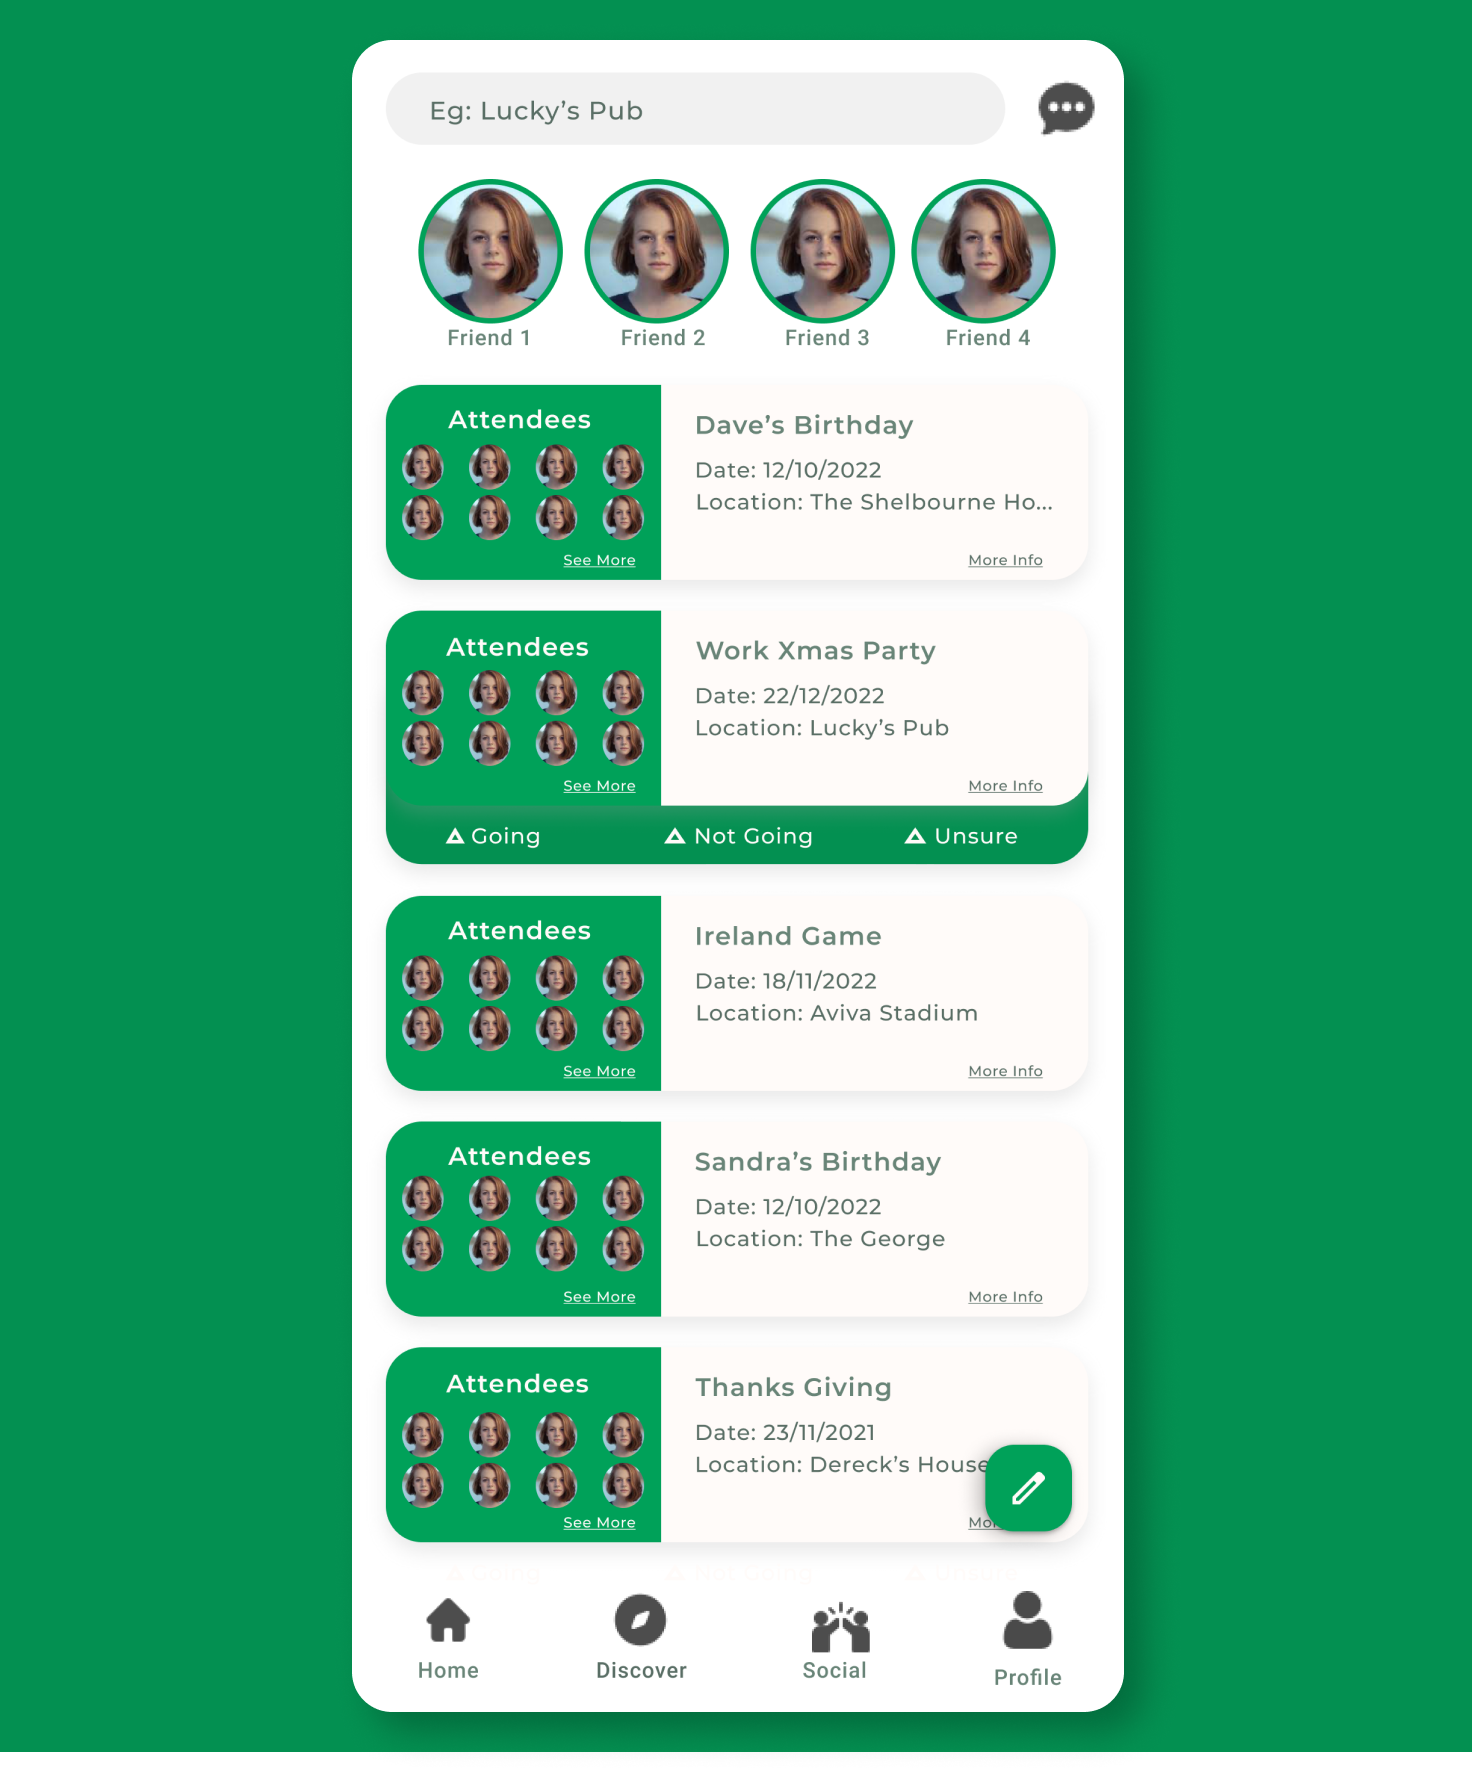 Eg: Lucky’s Pub
Friend 1
Friend 2
Friend 3
Friend 4
Attendees
See More
Dave’s Birthday
Date: 12/10/2022
Location: The Shelbourne Ho...
More Info
Attendees
See More
Work Xmas Party
Date: 22/12/2022
Location: Lucky’s Pub
More Info
Going
Not Going
Unsure
Attendees
See More
Ireland Game
Date: 18/11/2022
Location: Aviva Stadium
More Info
Attendees
See More
Sandra’s Birthday
Date: 12/10/2022
Location: The George
More Info
Attendees
See More
Thanks Giving
Date: 23/11/2021
Location: Dereck’s House
Going
Not Going
Unsure
Home
Discover
Social
Profile